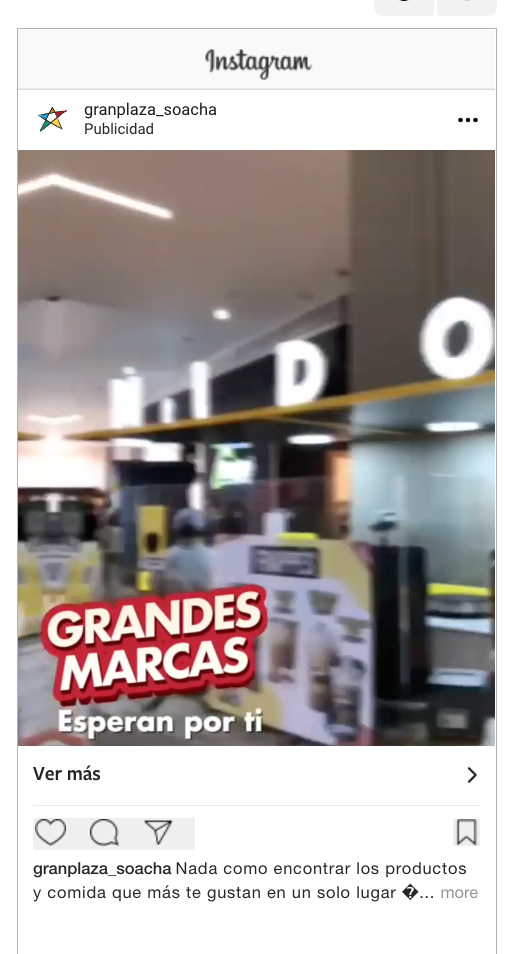 Instagram
granplaza_soacha
Publicidad
D O
GRANDES
MARCAS
Esperan por ti
Ver más
granplaza_soacha Nada como encontrar los productos
y comida que más te gustan en un solo lugar �... more